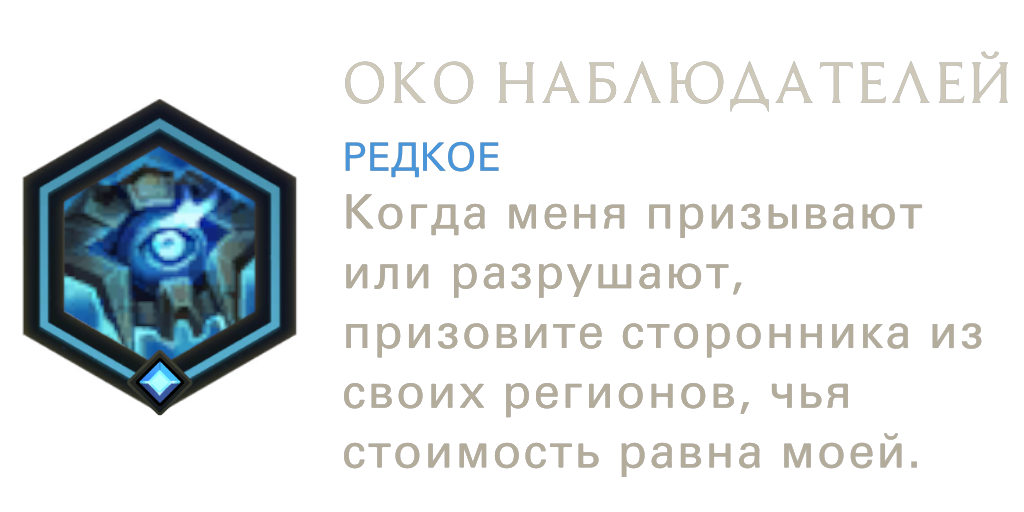 ОКО НАБЛЮДАТЕЛЕЙ
РЕДКОЕ
Когда меня призывают
или разрушают,
призовите сторонника из
своих регионов, чья
стоимость равна моей.